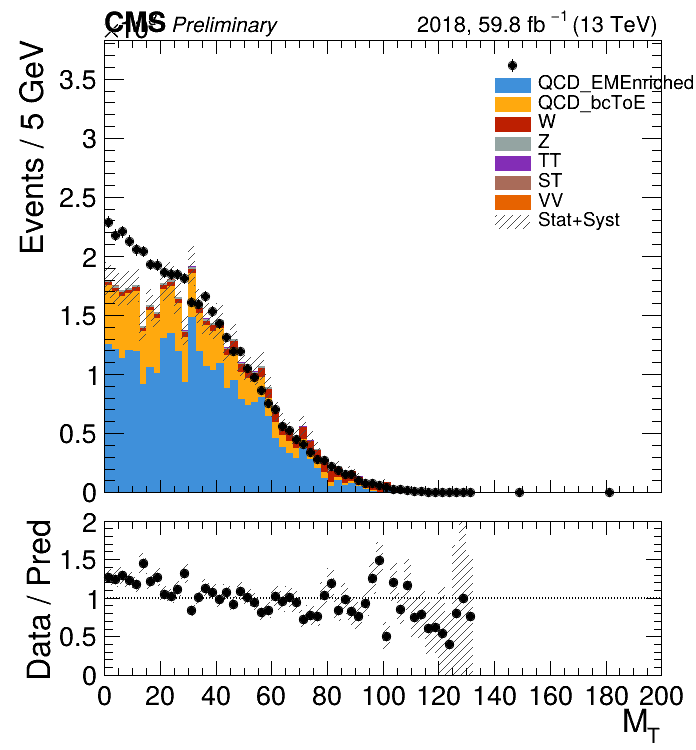 CMS Preliminary 2018, 59.8 fb⁻¹ (13 TeV)
Events / 5 GeV
3.5
3
2.5
2
1.5
1
0.5
0
QCD_EMEnriched
QCD_bcToE
W
Z
TT
ST
VV
Stat+Syst
Data / Pred
2
1.5
1
0.5
0
0 20 40 60 80 100 120 140 160 180 200
M_T